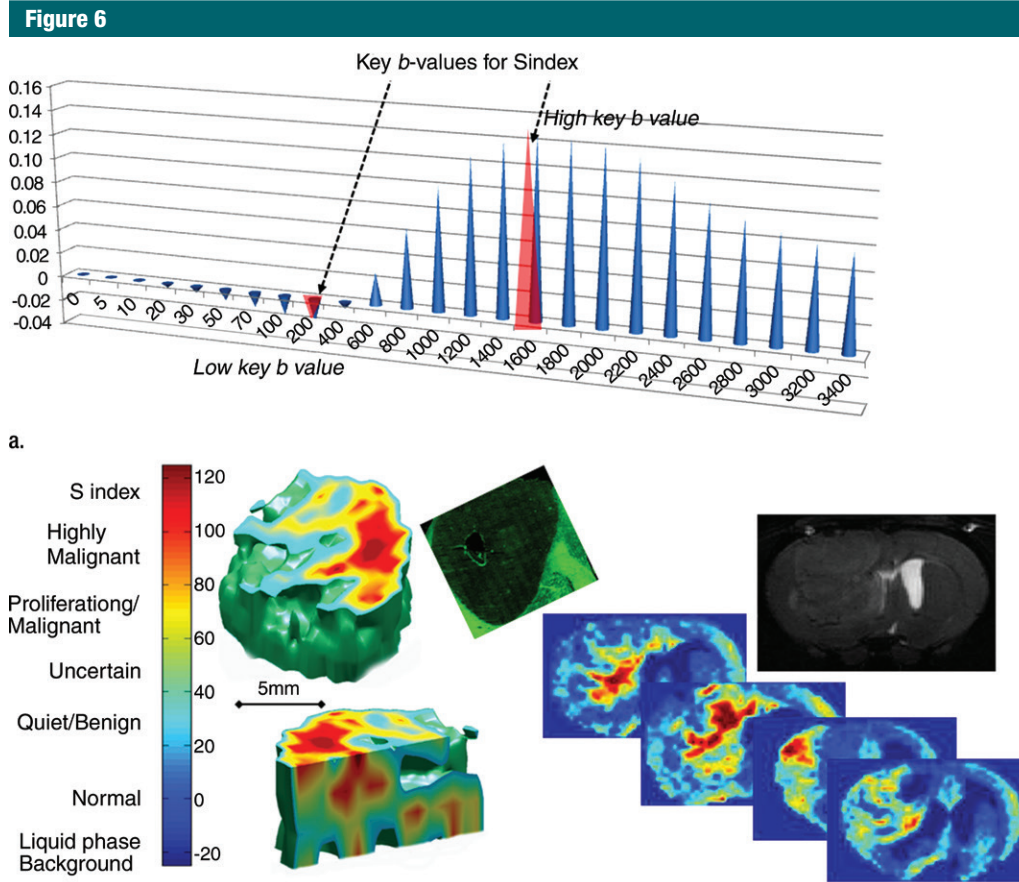 Figure 6
Key b-values for Sindex
High key b value
0.16
0.14
0.12
0.10
0.08
0.06
0.04
0.02
0
-0.02
-0.04
0
5
10
20
30
50
70
100
200
400
600
800
1000
1200
1400
1600
1800
2000
2200
2400
2600
2800
3000
3200
3400
Low key b value
a.
S index
Highly
Malignant
Proliferationg/
Malignant
Uncertain
Quiet/Benign
Normal
Liquid phase
Background
120
100
80
60
40
20
0
-20
5mm